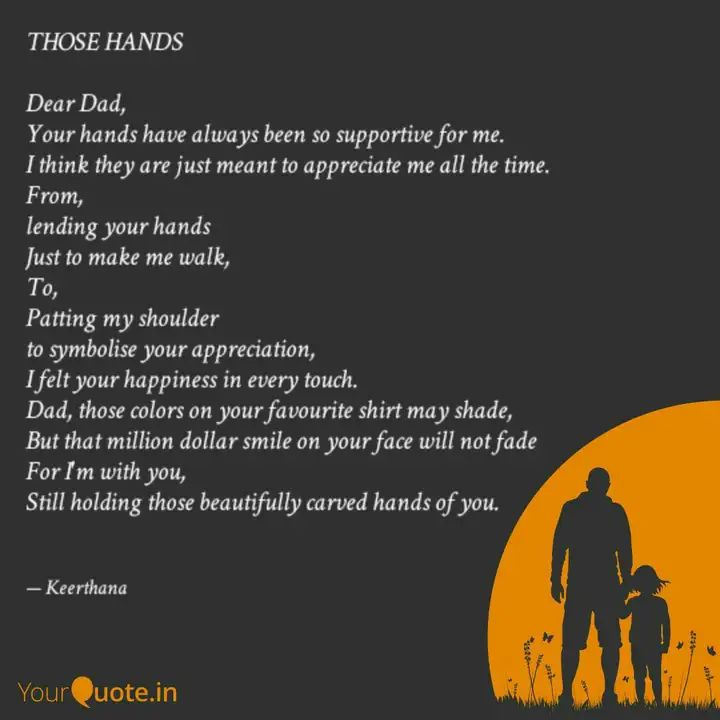 THOSE HANDS
Dear Dad,
Your hands have always been so supportive for me.
I think they are just meant to appreciate me all the time.
From,
lending your hands
Just to make me walk,
To,
Patting my shoulder
to symbolise your appreciation,
I felt your happiness in every touch.
Dad, those colors on your favourite shirt may shade,
But that million dollar smile on your face will not fade
For I'm with you,
Still holding those beautifully carved hands of you.
— Keerthana
YourQuote.in